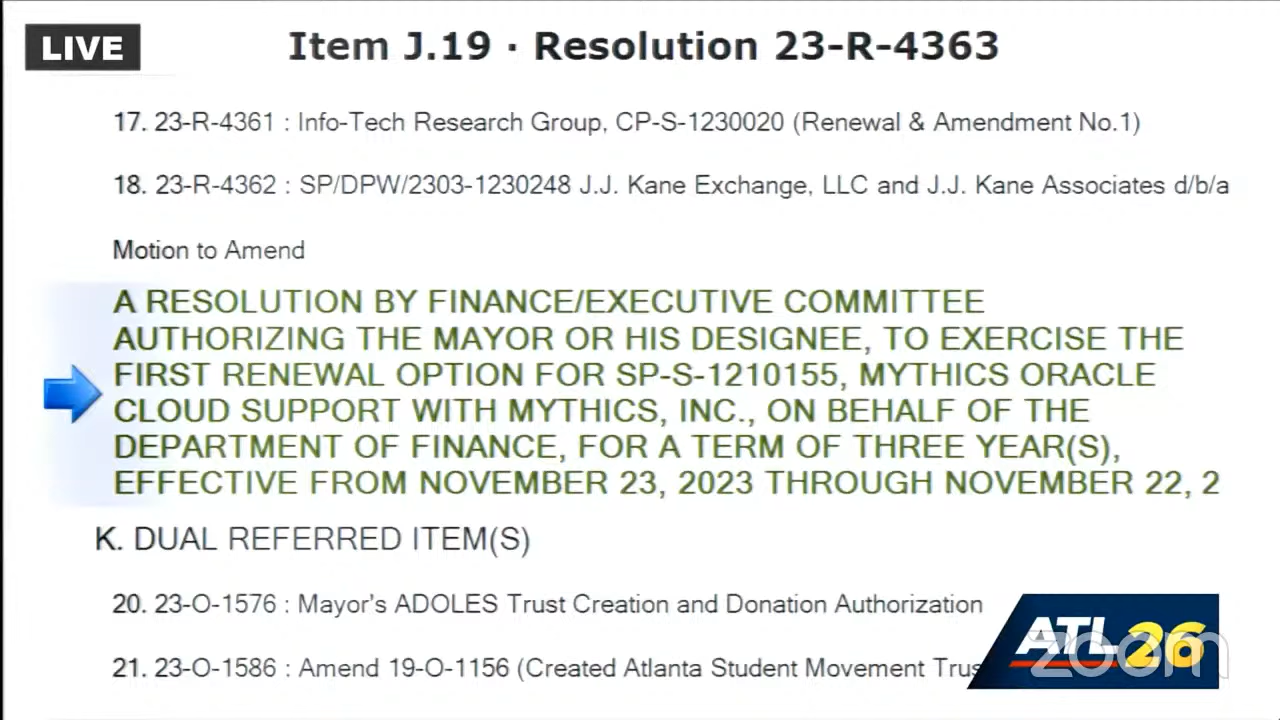 LIVE
Item J.19 · Resolution 23-R-4363
17. 23-R-4361 : Info-Tech Research Group, CP-S-1230020 (Renewal & Amendment No.1)
18. 23-R-4362 : SP/DPW/2303-1230248 J.J. Kane Exchange, LLC and J.J. Kane Associates d/b/a
Motion to Amend
A RESOLUTION BY FINANCE/EXECUTIVE COMMITTEE
AUTHORIZING THE MAYOR OR HIS DESIGNEE, TO EXERCISE THE
FIRST RENEWAL OPTION FOR SP-S-1210155, MYTHICS ORACLE
CLOUD SUPPORT WITH MYTHICS, INC., ON BEHALF OF THE
DEPARTMENT OF FINANCE, FOR A TERM OF THREE YEAR(S),
EFFECTIVE FROM NOVEMBER 23, 2023 THROUGH NOVEMBER 22, 2
K. DUAL REFERRED ITEM(S)
20. 23-O-1576 : Mayor's ADOLES Trust Creation and Donation Authorization
21. 23-O-1586 : Amend 19-O-1156 (Created Atlanta Student Movement Trus
ATL 26
zoom